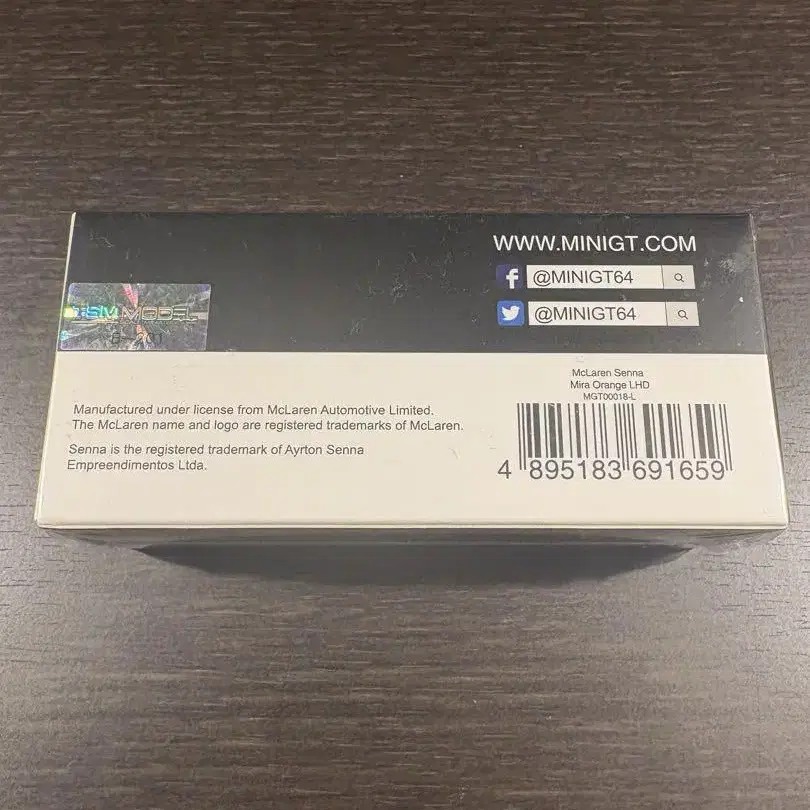 WWW.MINIGT.COM
@MINIGT64
@MINIGT64
TSM MODEL
McLaren Senna
Mira Orange LHD
MGT00018-L
4 895183 691659
Manufactured under license from McLaren Automotive Limited.
The McLaren name and logo are registered trademarks of McLaren.
Senna is the registered trademark of Ayrton Senna
Empreendimentos Ltda.